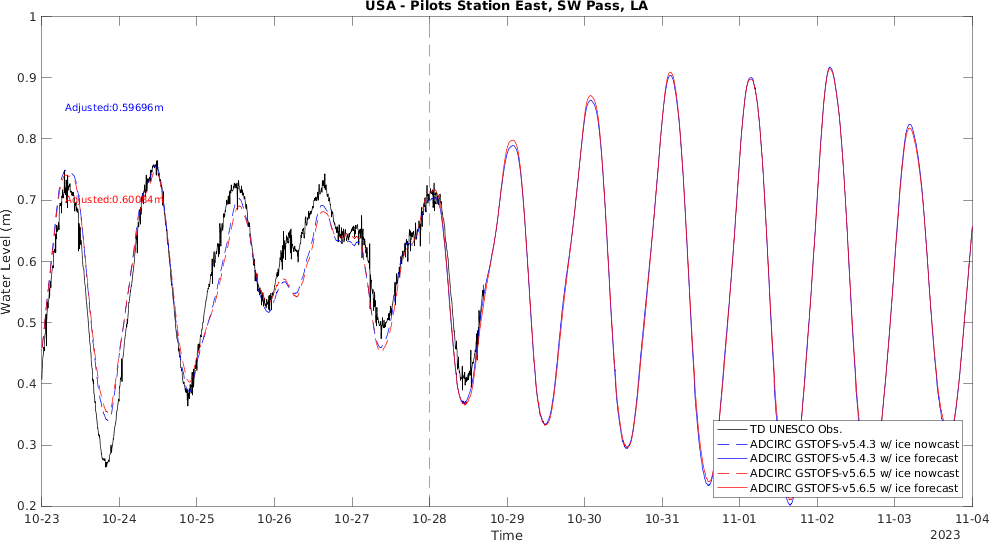 USA - Pilots Station East, SW Pass, LA
1
0.9
0.8
0.7
0.6
0.5
0.4
0.3
0.2
Water Level (m)
Adjusted:0.59696m
Adjusted:0.60084m
TD UNESCO Obs.
ADCIRC GSTOFS-v5.4.3 w/ ice nowcast
ADCIRC GSTOFS-v5.4.3 w/ ice forecast
ADCIRC GSTOFS-v5.6.5 w/ ice nowcast
ADCIRC GSTOFS-v5.6.5 w/ ice forecast
10-23 10-24 10-25 10-26 10-27 10-28 10-29 10-30 10-31 11-01 11-02 11-03 11-04
Time
2023